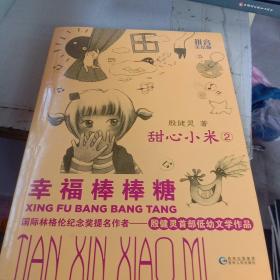 拼音
殷健灵 著
甜心小米 2
幸福棒棒糖
XING FU BANG BANG TANG
国际林格伦纪念奖提名作者——殷健灵首部低幼文学作品
TIAN XIN XIAO MI